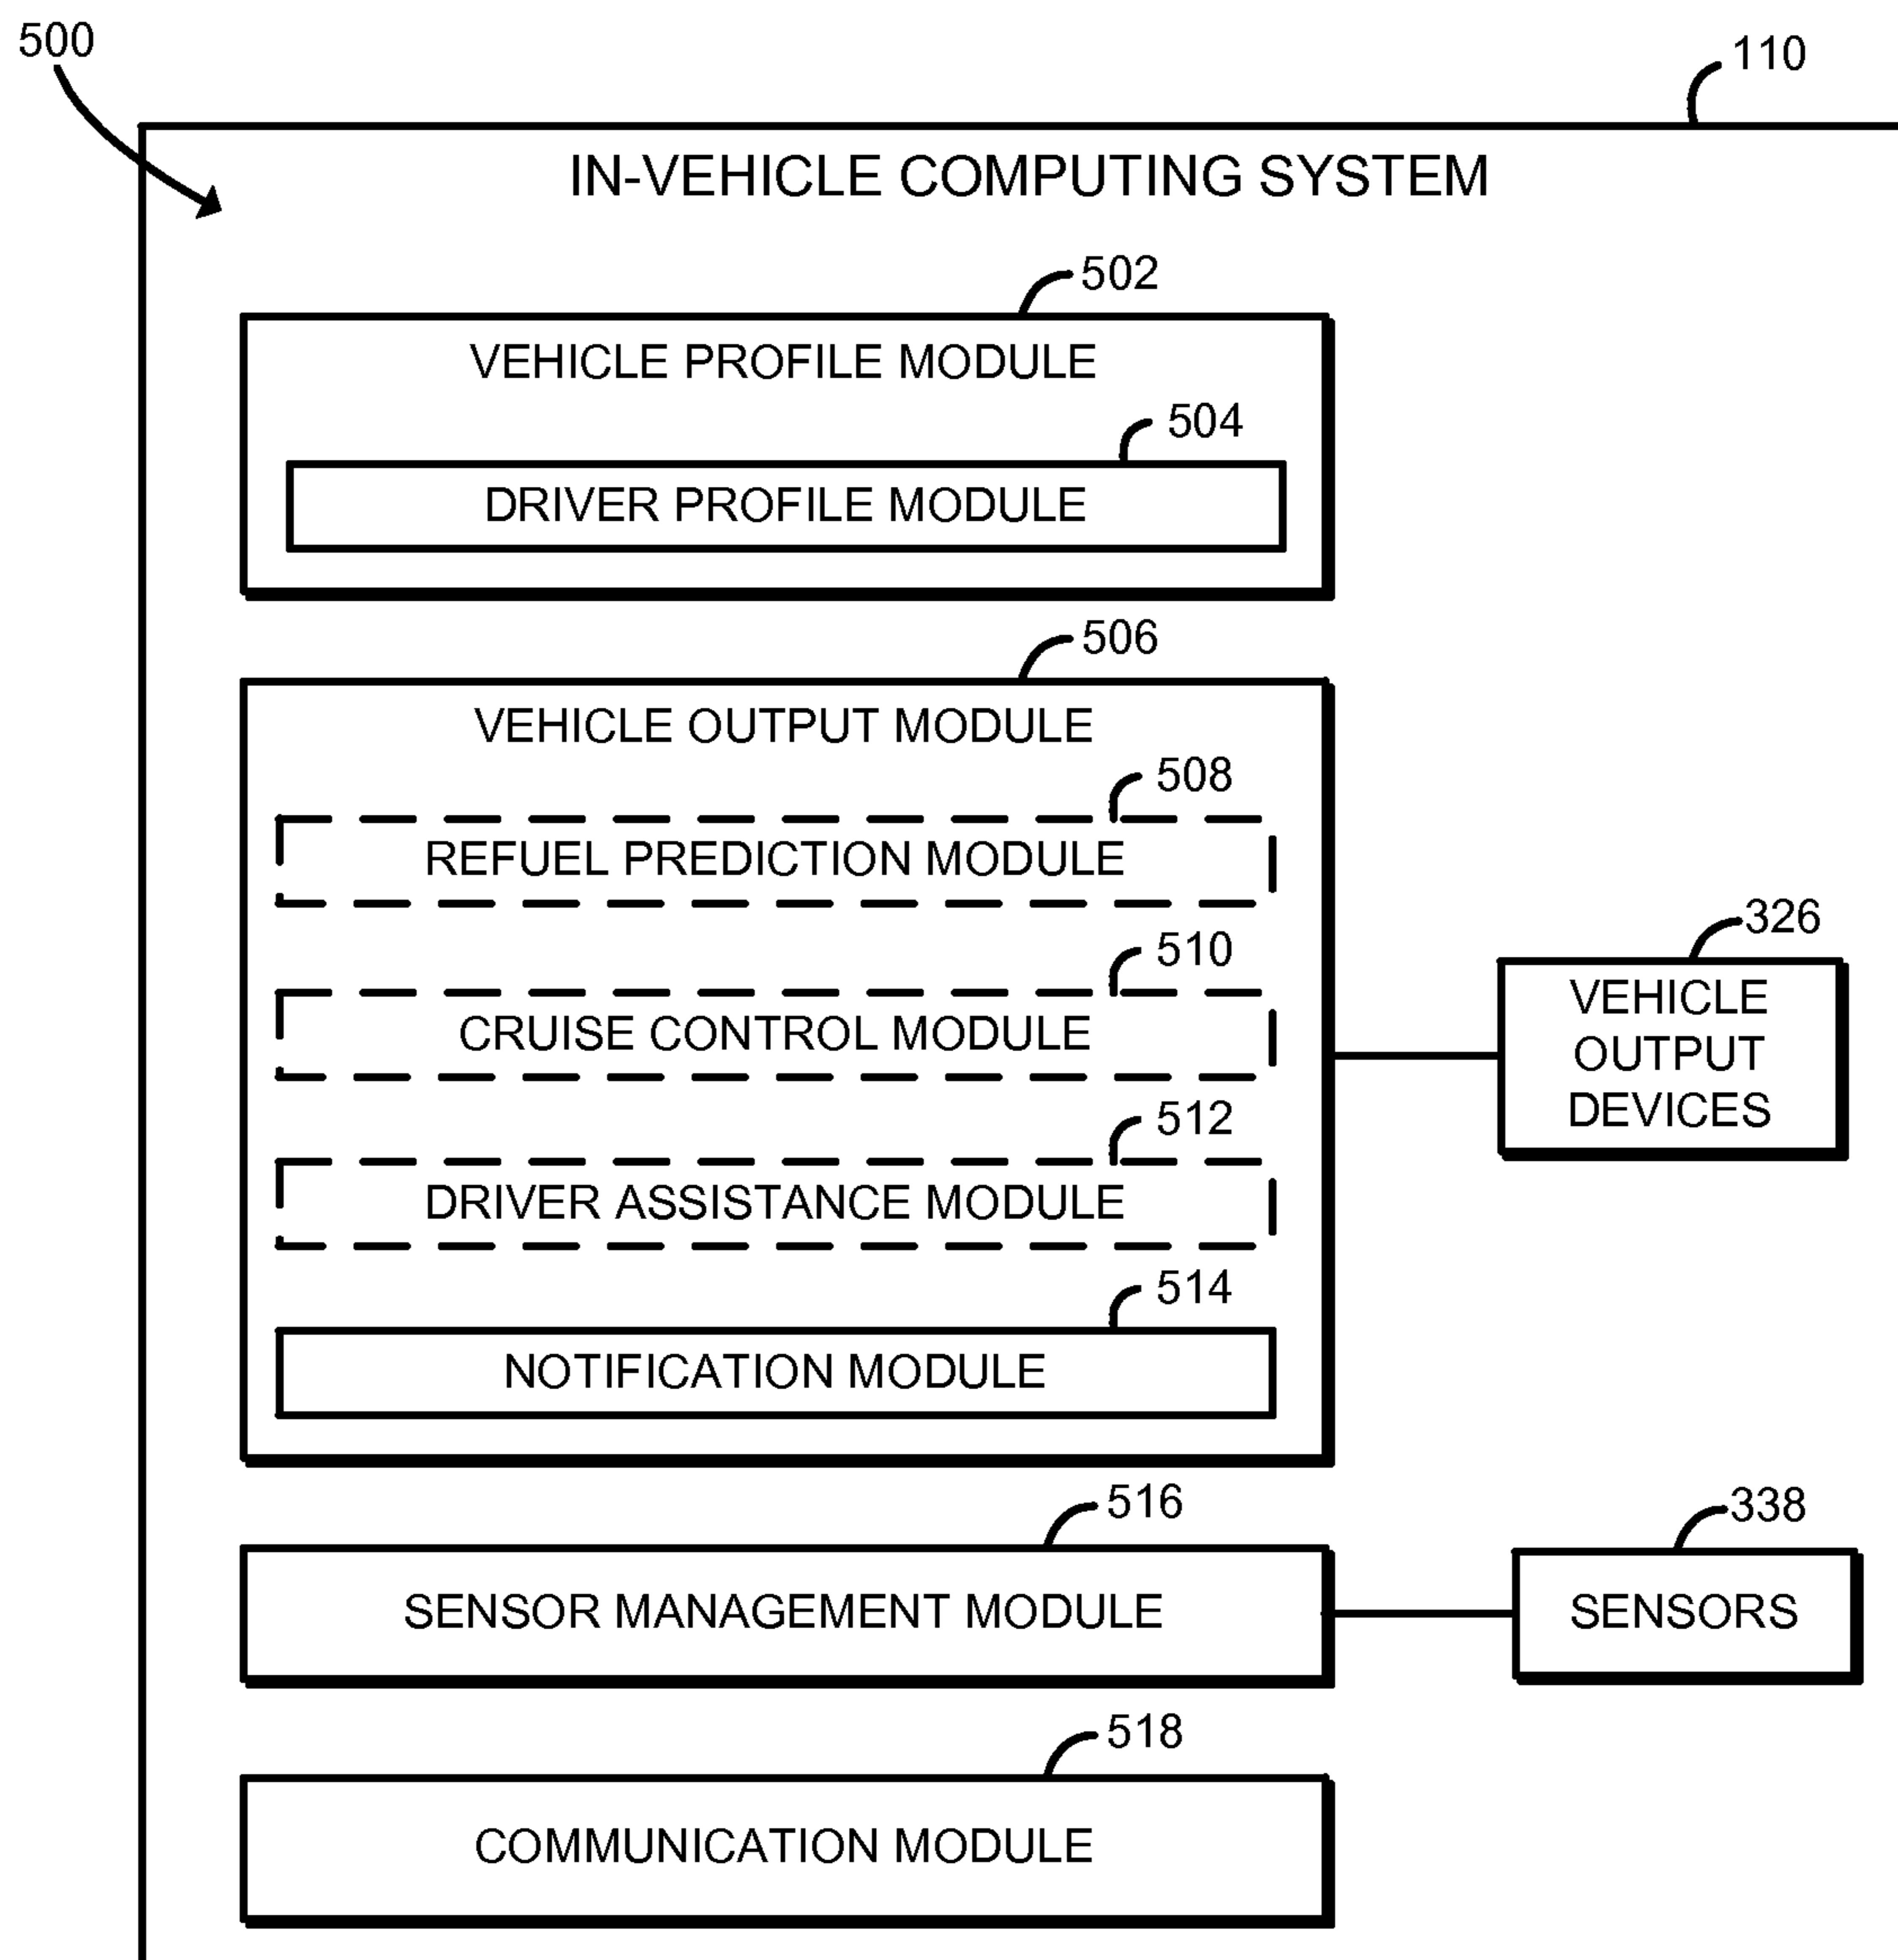 500
110
IN-VEHICLE COMPUTING SYSTEM
502
VEHICLE PROFILE MODULE
504
DRIVER PROFILE MODULE
506
VEHICLE OUTPUT MODULE
508
REFUEL PREDICTION MODULE
510
CRUISE CONTROL MODULE
512
DRIVER ASSISTANCE MODULE
514
NOTIFICATION MODULE
326
VEHICLE
OUTPUT
DEVICES
516
SENSOR MANAGEMENT MODULE
338
SENSORS
518
COMMUNICATION MODULE